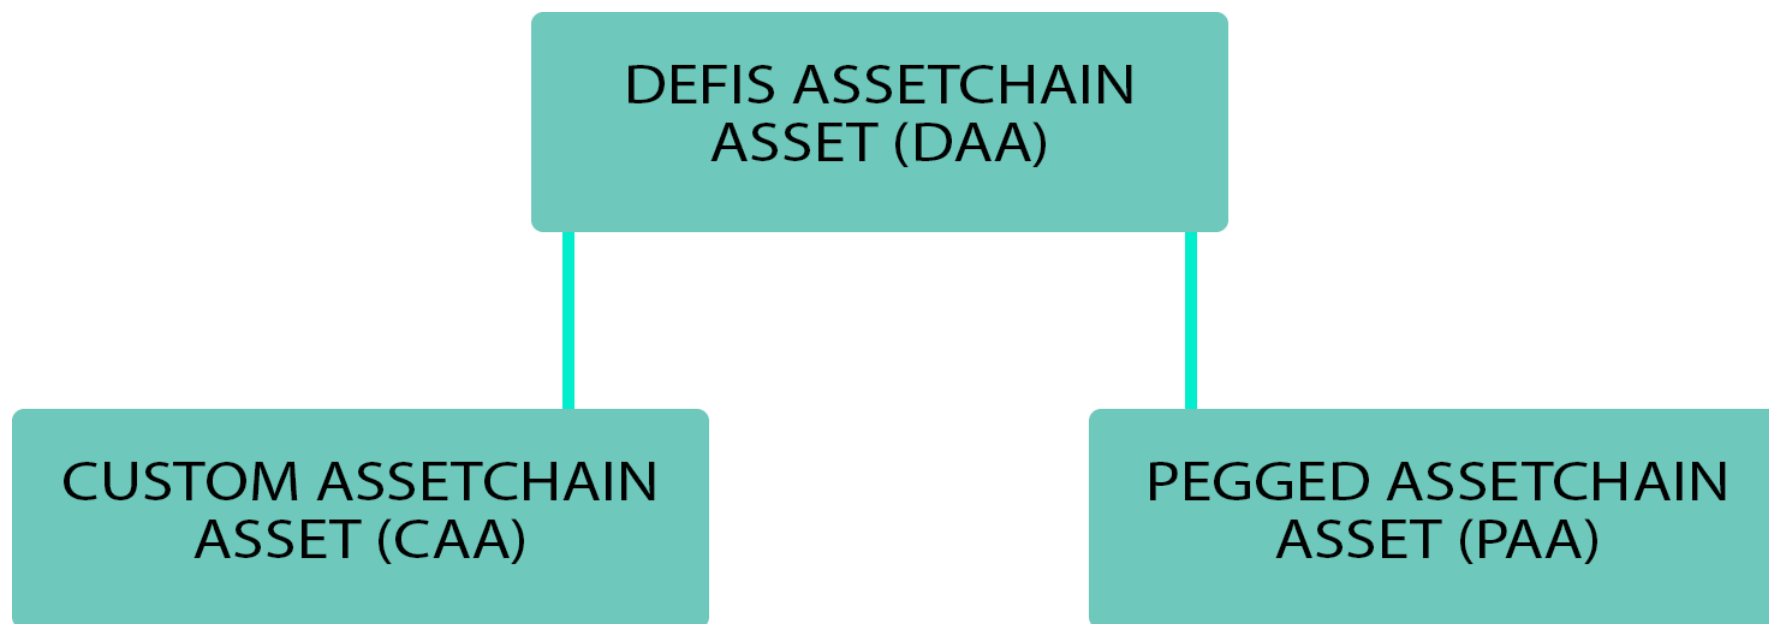 DEFIS ASSETCHAIN
ASSET (DAA)
CUSTOM ASSETCHAIN
ASSET (CAA)
PEGGED ASSETCHAIN
ASSET (PAA)